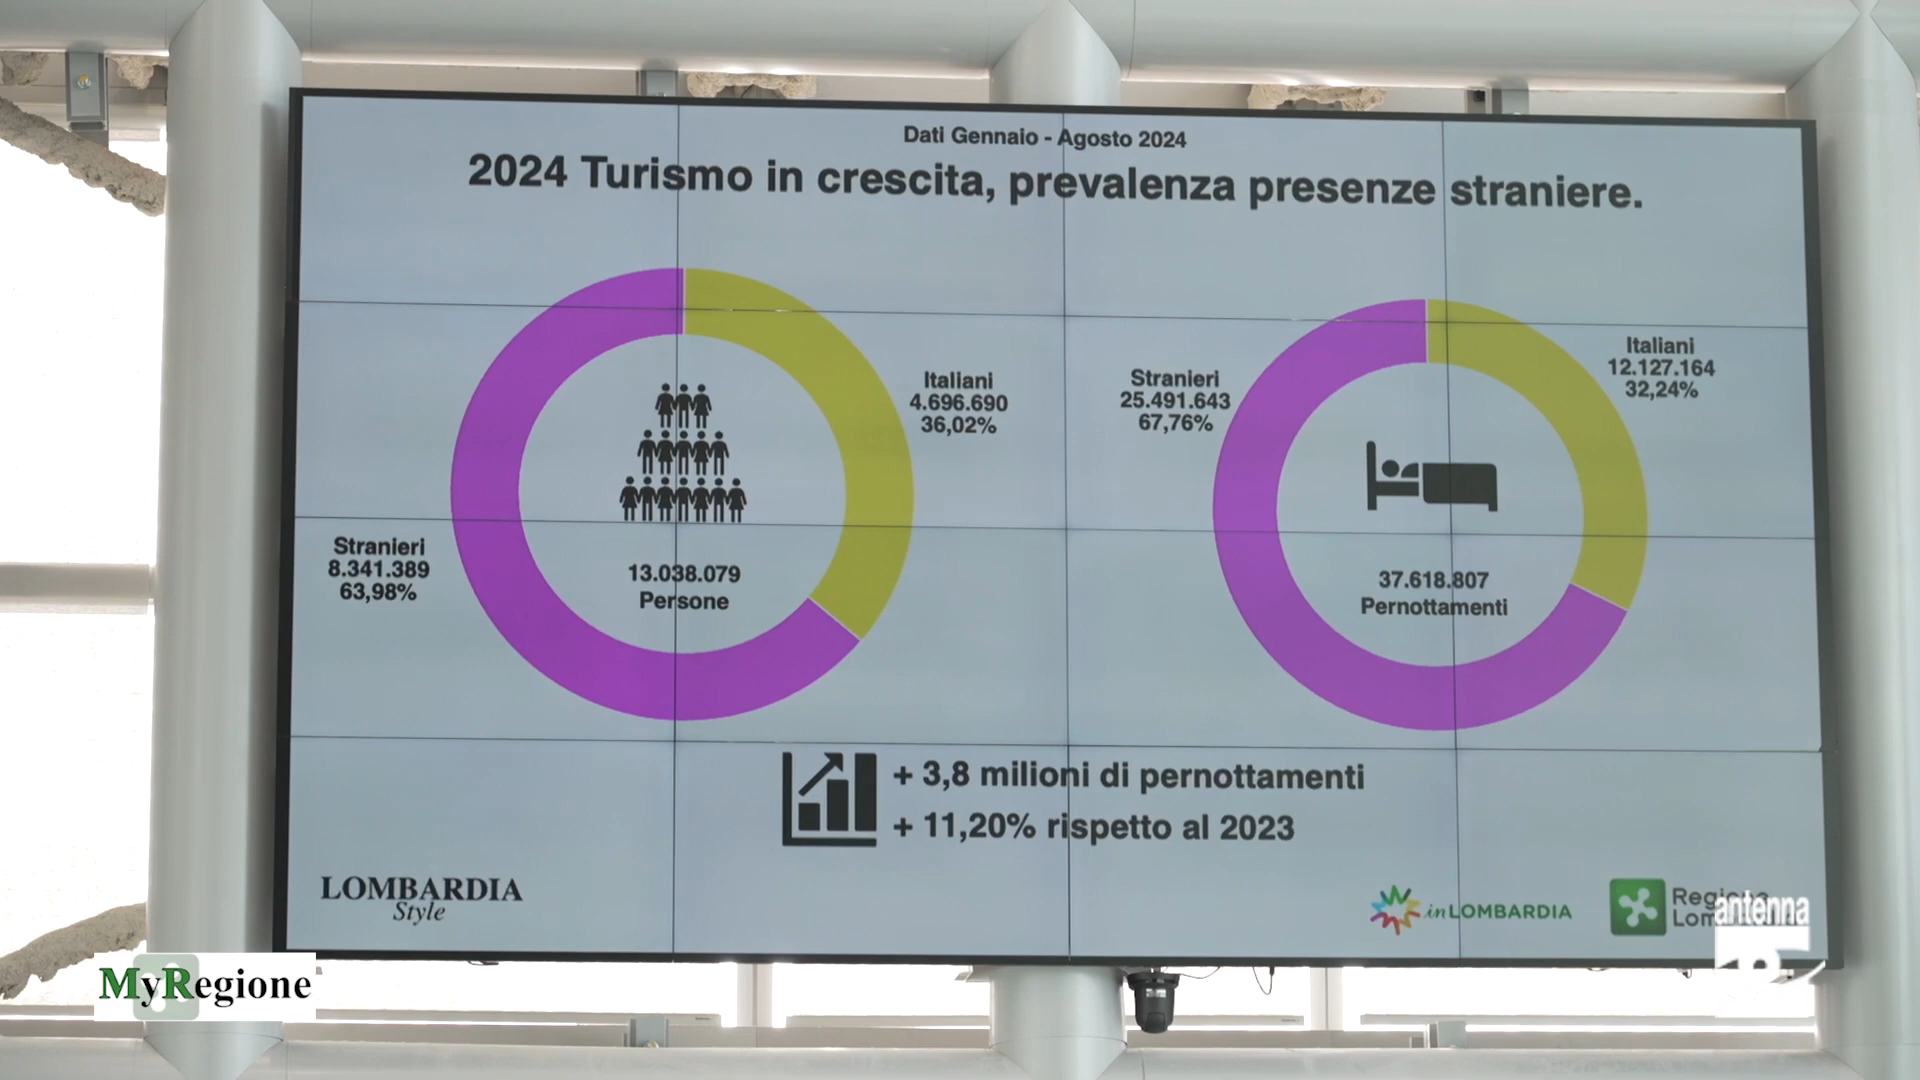 Dati Gennaio - Agosto 2024
2024 Turismo in crescita, prevalenza presenze straniere.
Italiani
4.696.690
36,02%
Stranieri
8.341.389
63,98%
13.038.079
Persone
Stranieri
25.491.643
67,76%
Italiani
12.127.164
32,24%
37.618.807
Pernottamenti
+ 3,8 milioni di pernottamenti
+ 11,20% rispetto al 2023
LOMBARDIA
Style
inLOMBARDIA
antenna
MyRegione